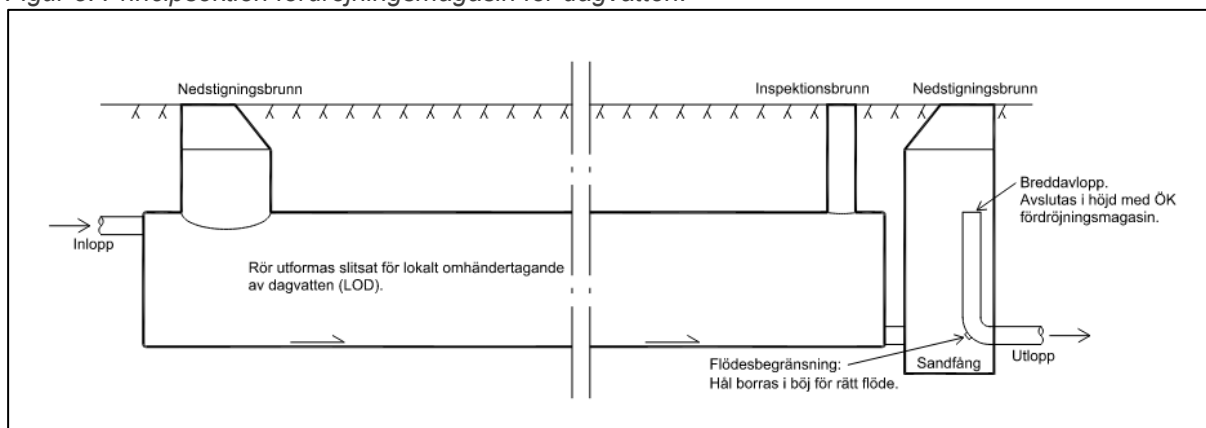 Nedstigningsbrunn
Inspektionsbrunn
Nedstigningsbrunn
Breddavlopp.
Avslutas i höjd med ÖK
fördröjningsmagasin.
Inlopp
Rör utformas slitsat för lokalt omhändertagande
av dagvatten (LOD).
Flödesbegränsning:
Hål borras i böj för rätt flöde.
Sandfång
Utlopp